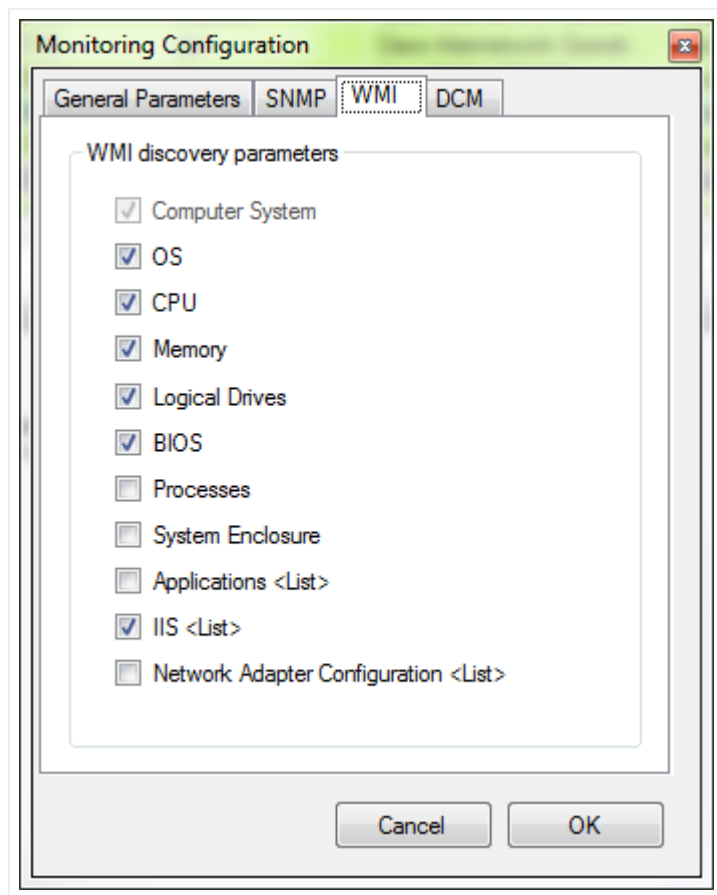 Monitoring Configuration
General Parameters SNMP WMI DCM
WMI discovery parameters
Computer System
OS
CPU
Memory
Logical Drives
BIOS
Processes
System Enclosure
Applications <List>
IIS <List>
Network Adapter Configuration <List>
Cancel OK